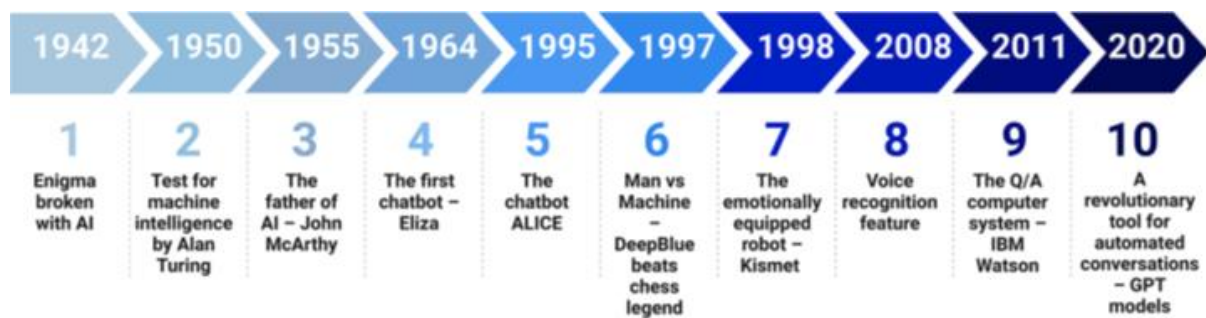 1942 1950 1955 1964 1995 1997 1998 2008 2011 2020
1
Enigma
broken
with AI
2
Test for
machine
intelligence
by Alan
Turing
3
The
father of
AI – John
McArthy
4
The first
chatbot –
Eliza
5
The
chatbot
ALICE
6
Man vs
Machine
–
DeepBlue
beats
chess
legend
7
The
emotionally
equipped
robot –
Kismet
8
Voice
recognition
feature
9
The Q/A
computer
system –
IBM
Watson
10
A
revolutionary
tool for
automated
conversations
– GPT
models